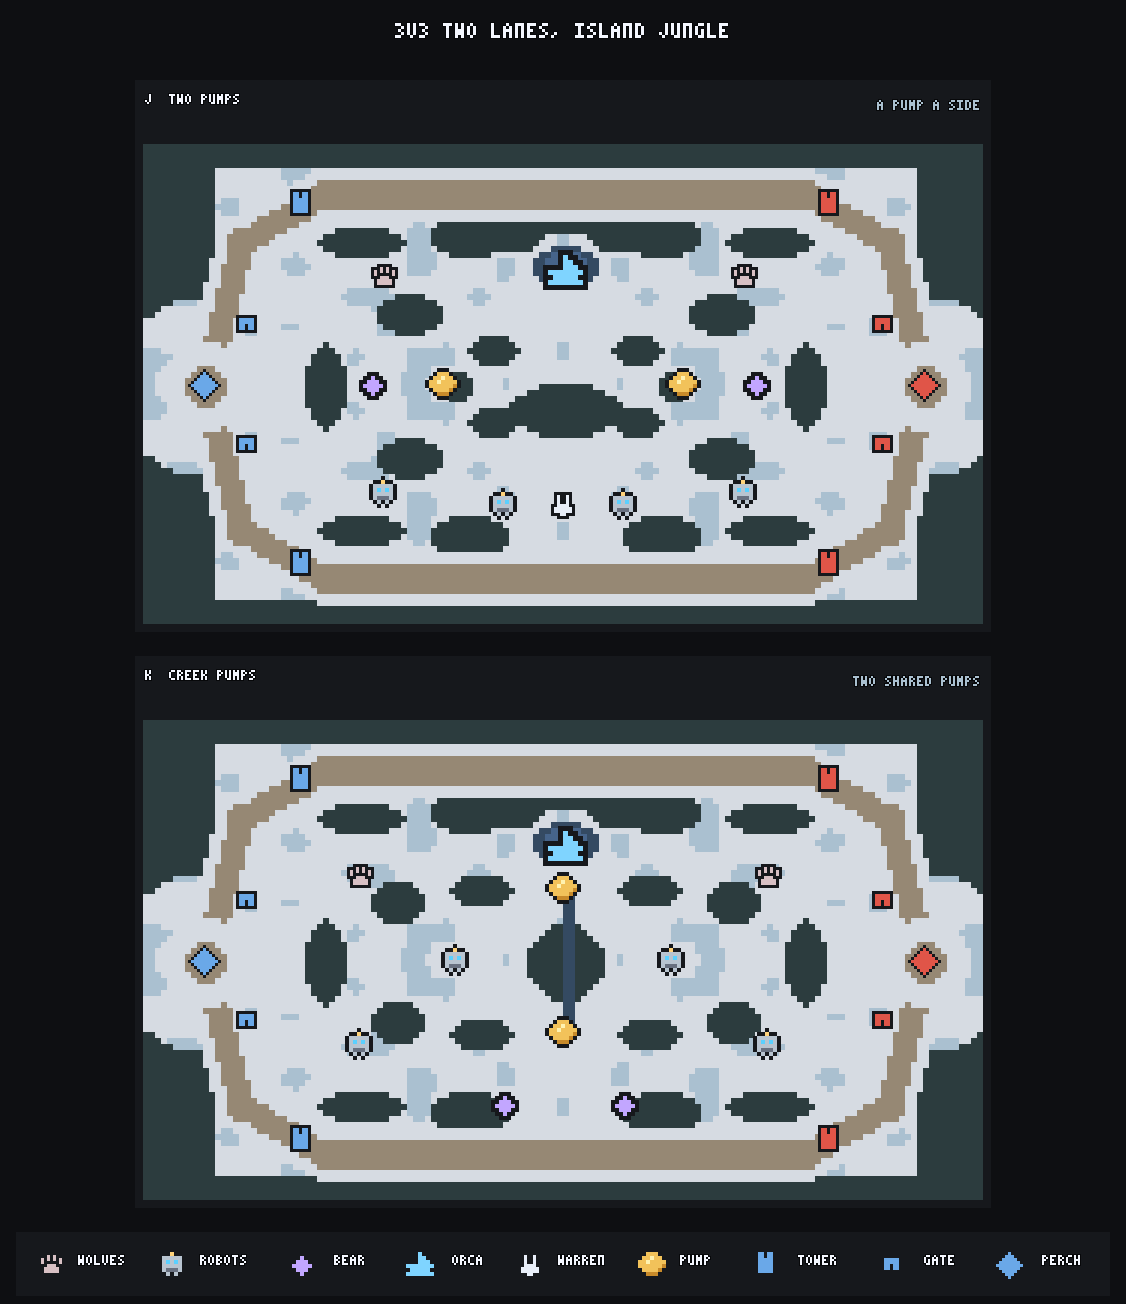 3V3 TWO LANES, ISLAND JUNGLE
J TWO PUMPS
A PUMP A SIDE
K CREEK PUMPS
TWO SHARED PUMPS
WOLVES ROBOTS BEAR ORCA WARREN PUMP TOWER GATE PERCH